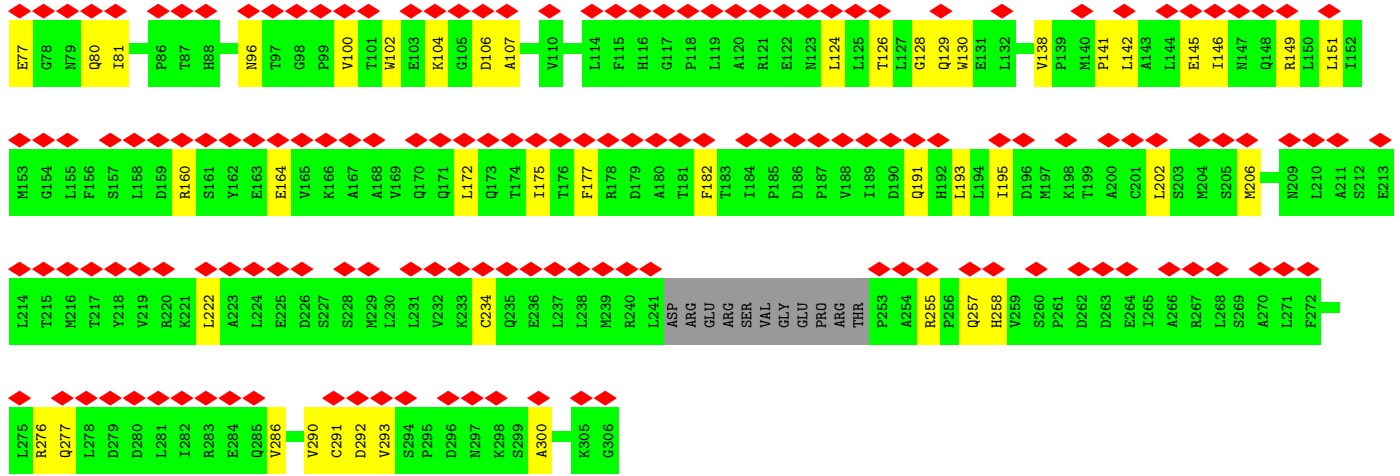 E77 G78 N79 Q80 I81 P86 T87 H88 N96 T97 G98 P99 V100 T101 W102 E103 K104 G105 D106 A107 V110 L114 F115 H116 G117 P118 L119 A120 R121 E122 N123 L124 L125 T126 L127 G128 Q129 W130 E131 L132 V138 P139 M140 P141 L142 A143 L144 E145 I146 N147 Q148 R149 L150 L151 I152
M153 G154 L155 F156 S157 L158 D159 R160 S161 Y162 E163 E164 V165 K166 A167 A168 V169 Q170 Q171 L172 Q173 T174 I175 T176 F177 R178 D179 A180 T181 F182 T183 I184 P185 D186 P187 V188 I189 D190 Q191 H192 L193 L194 I195 D196 M197 K198 T199 A200 C201 L202 S203 M204 S205 M206 N209 L210 A211 S212 E213
L214 T215 M216 T217 Y218 V219 R220 K221 L222 A223 L224 E225 D226 S227 S228 M229 L230 L231 V232 K233 C234 Q235 E236 L237 L238 M239 R240 L241 ASP ARG GLU ARG SER VAL GLY GLU PRO ARG THR P253 A254 R255 P256 Q257 H258 V259 S260 P261 D262 D263 E264 I265 A266 R267 L268 S269 A270 L271 F272
L275 R276 Q277 L278 D279 D280 L281 I282 R283 E284 Q285 V286 V290 C291 D292 V293 S294 P295 D296 N297 K298 S299 A300 K305 G306